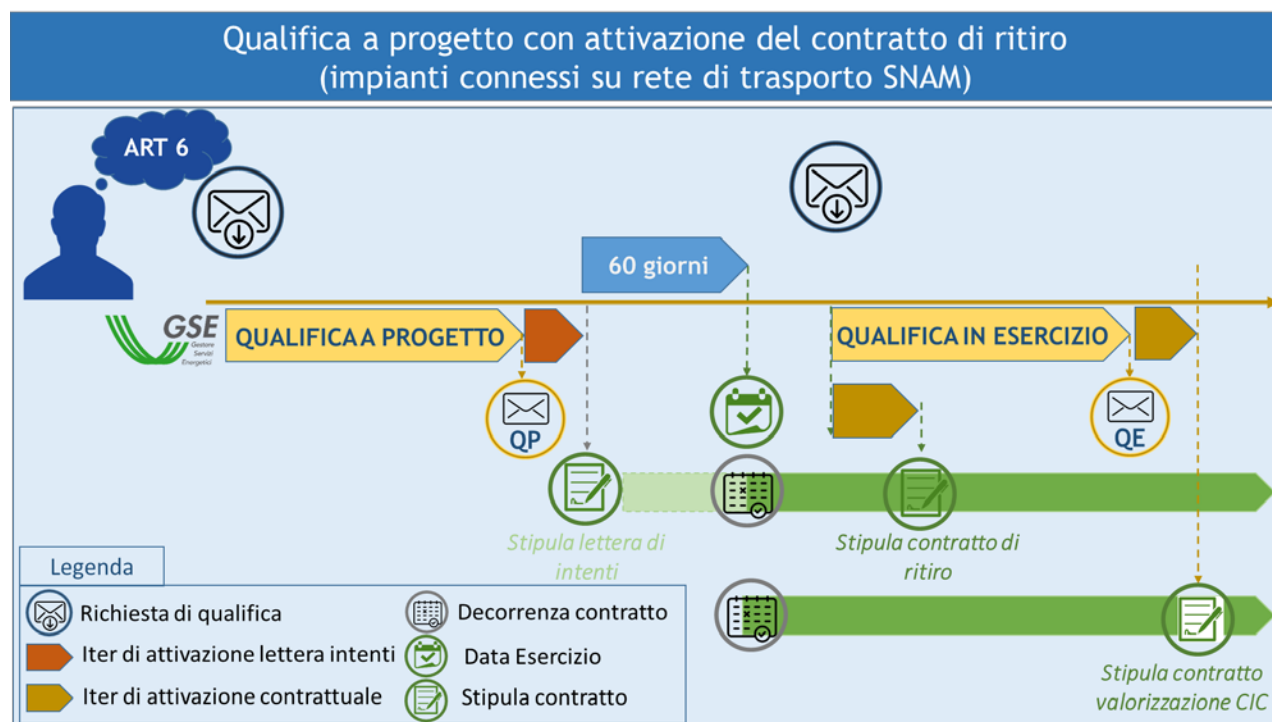 Qualifica a progetto con attivazione del contratto di ritiro
(impianti connessi su rete di trasporto SNAM)
ART 6
60 giorni
GSE
Gestore
Servizi
Energetici
QUALIFICA A PROGETTO
QUALIFICA IN ESERCIZIO
QP
QE
Stipula lettera di
intenti
Stipula contratto di
ritiro
Legenda
Richiesta di qualifica
Decorrenza contratto
Iter di attivazione lettera intenti
Data Esercizio
Iter di attivazione contrattuale
Stipula contratto
Stipula contratto
valorizzazione CIC